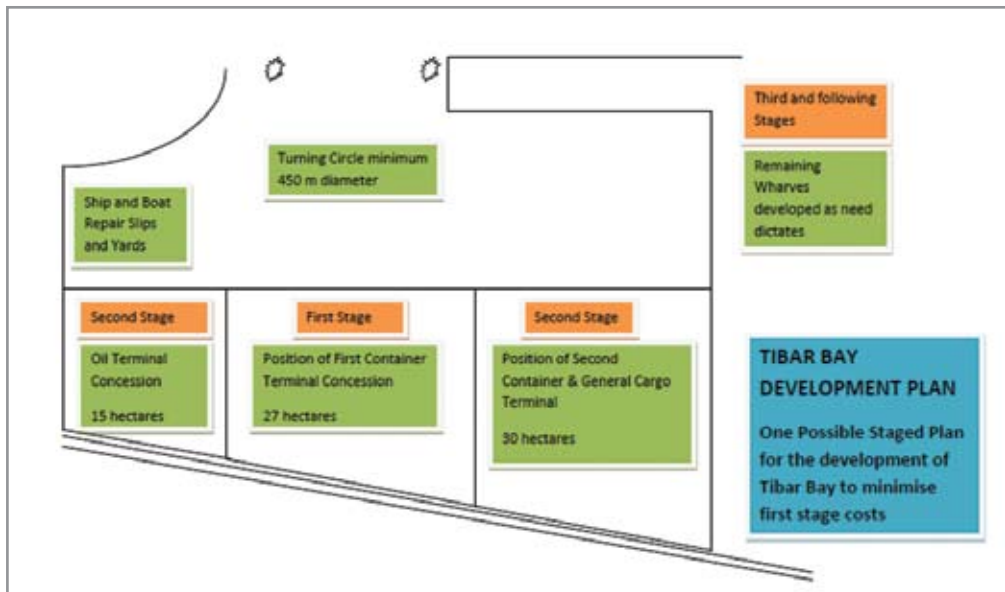 Third and following
Stages
Turning Circle minimum
450 m diameter
Remaining
Wharves
developed as need
dictates
Ship and Boat
Repair Slips
and Yards
Second Stage
Oil Terminal
Concession
15 hectares
First Stage
Position of First Container
Terminal Concession
27 hectares
Second Stage
Position of Second
Container & General Cargo
Terminal
30 hectares
TIBAR BAY
DEVELOPMENT PLAN
One Possible Staged Plan
for the development of
Tibar Bay to minimise
first stage costs